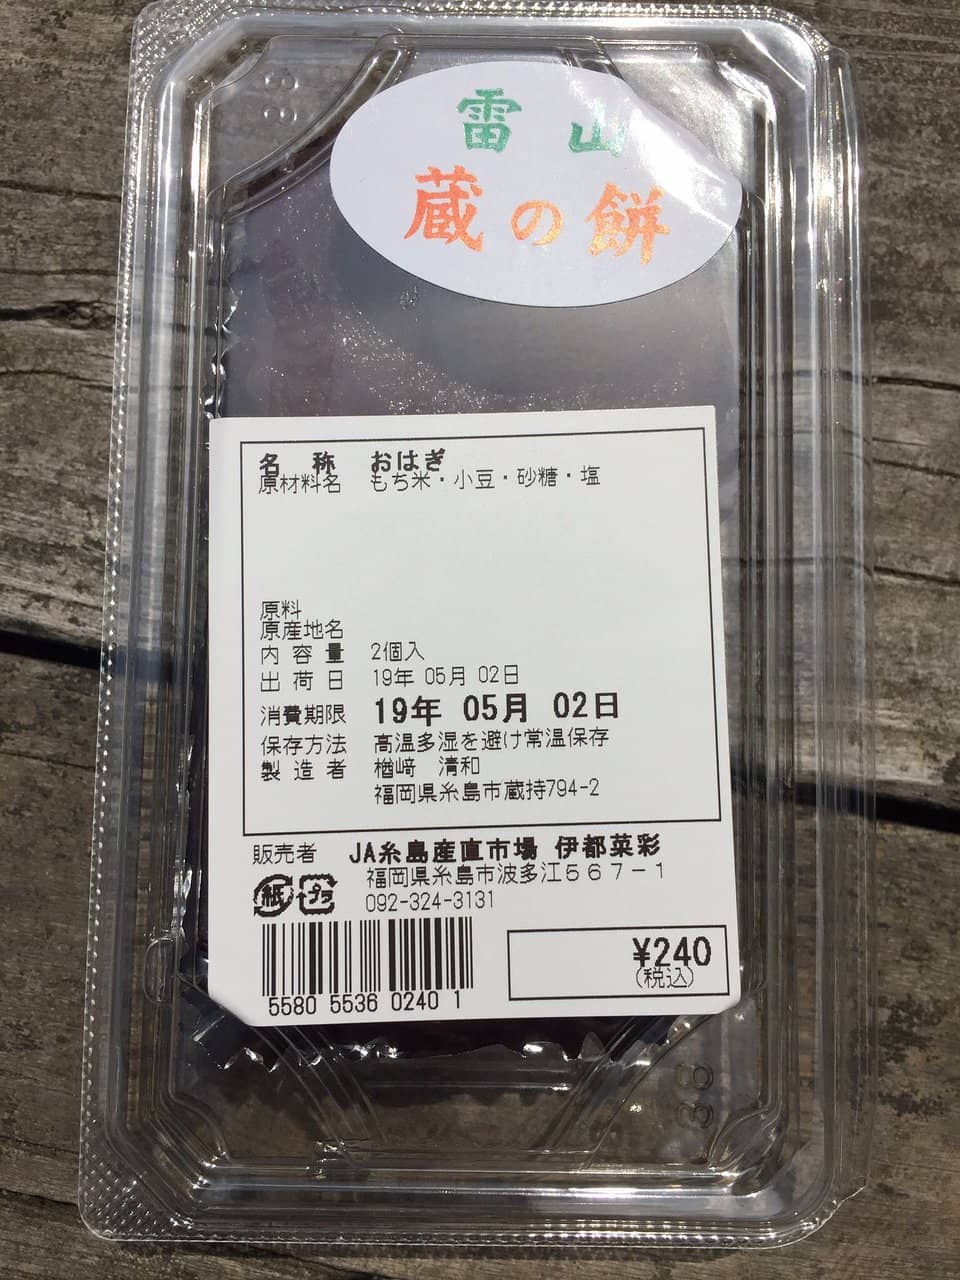 雷山
蔵の餅
名称 おはぎ
原材料名 もち米・小豆・砂糖・塩
原料
原産地名
内容量 2個入
出荷日 19年 05月 02日
消費期限 19年 05月 02日
保存方法 高温多湿を避け常温保存
製造者 楢﨑 清和
福岡県糸島市蔵持794-2
販売者 JA糸島産直市場 伊都菜彩
福岡県糸島市波多江567-1
092-324-3131
紙 プラ
¥240
(税込)
5580 5536 0240 1